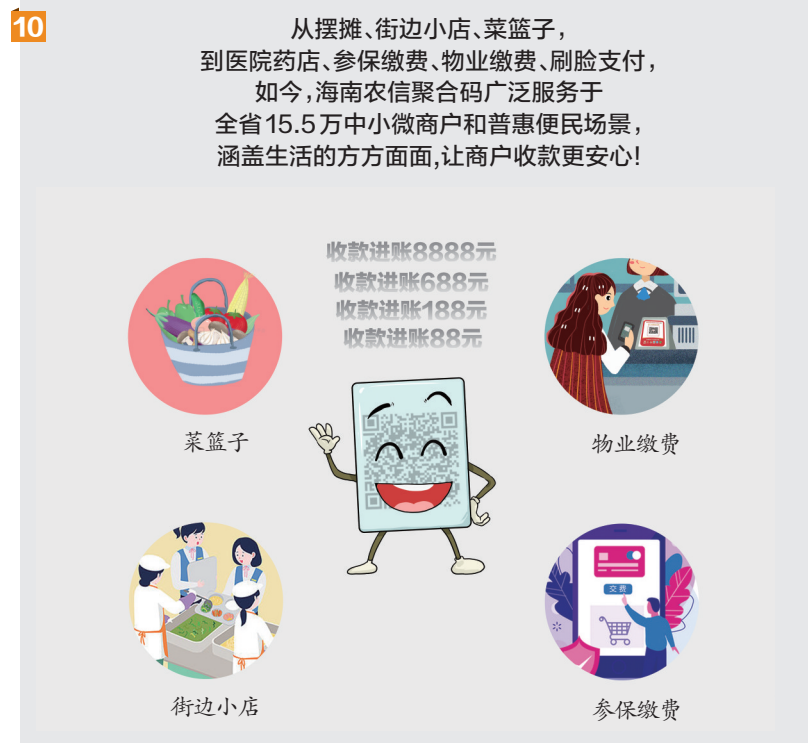 10
从摆摊、街边小店、菜篮子，
到医院药店、参保缴费、物业缴费、刷脸支付，
如今，海南农信聚合码广泛服务于
全省15.5万中小微商户和普惠便民场景，
涵盖生活的方方面面,让商户收款更安心!
收款进账8888元
收款进账688元
收款进账188元
收款进账88元
菜篮子
物业缴费
交费
街边小店
参保缴费